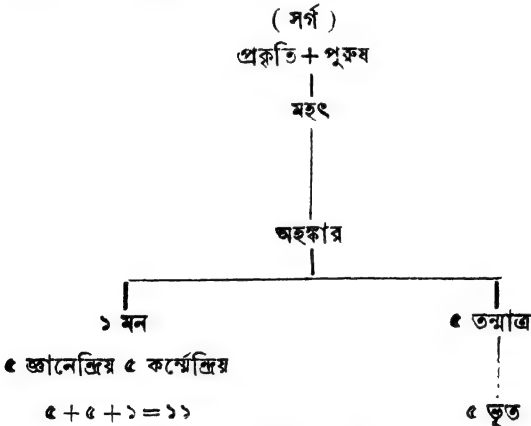 ( সর্গ )
প্রকৃতি + পুরুষ
মহৎ
অহঙ্কার
১ মন ৫ তন্মাত্র
৫ জ্ঞানেন্দ্রিয় ৫ কর্ম্মেন্দ্রিয়
৫ + ৫ + ১ = ১১ ৫ ভূত